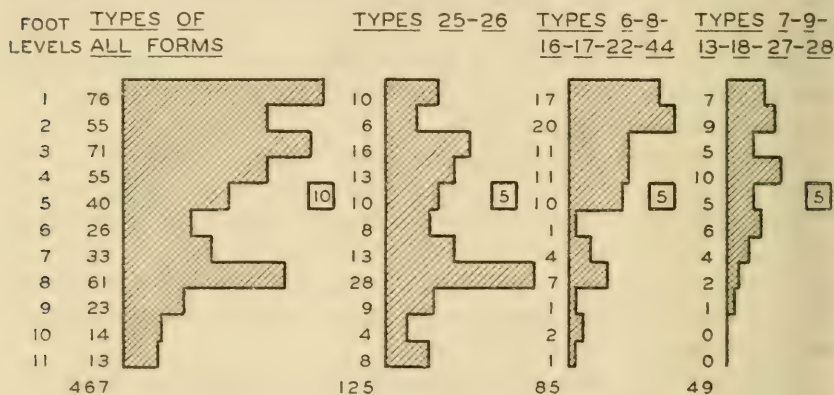 FOOT LEVELS TYPES OF ALL FORMS TYPES 25-26 TYPES 6-8-16-17-22-44 TYPES 7-9-13-18-27-28
1 76 10 17 7
2 55 6 20 9
3 71 16 11 5
4 55 13 11 10
5 40 10 10 5 10 5 5 5
6 26 8 1 6
7 33 13 4 4
8 61 28 7 2
9 23 9 1 1
10 14 4 2 0
11 13 8 1 0
467 125 85 49